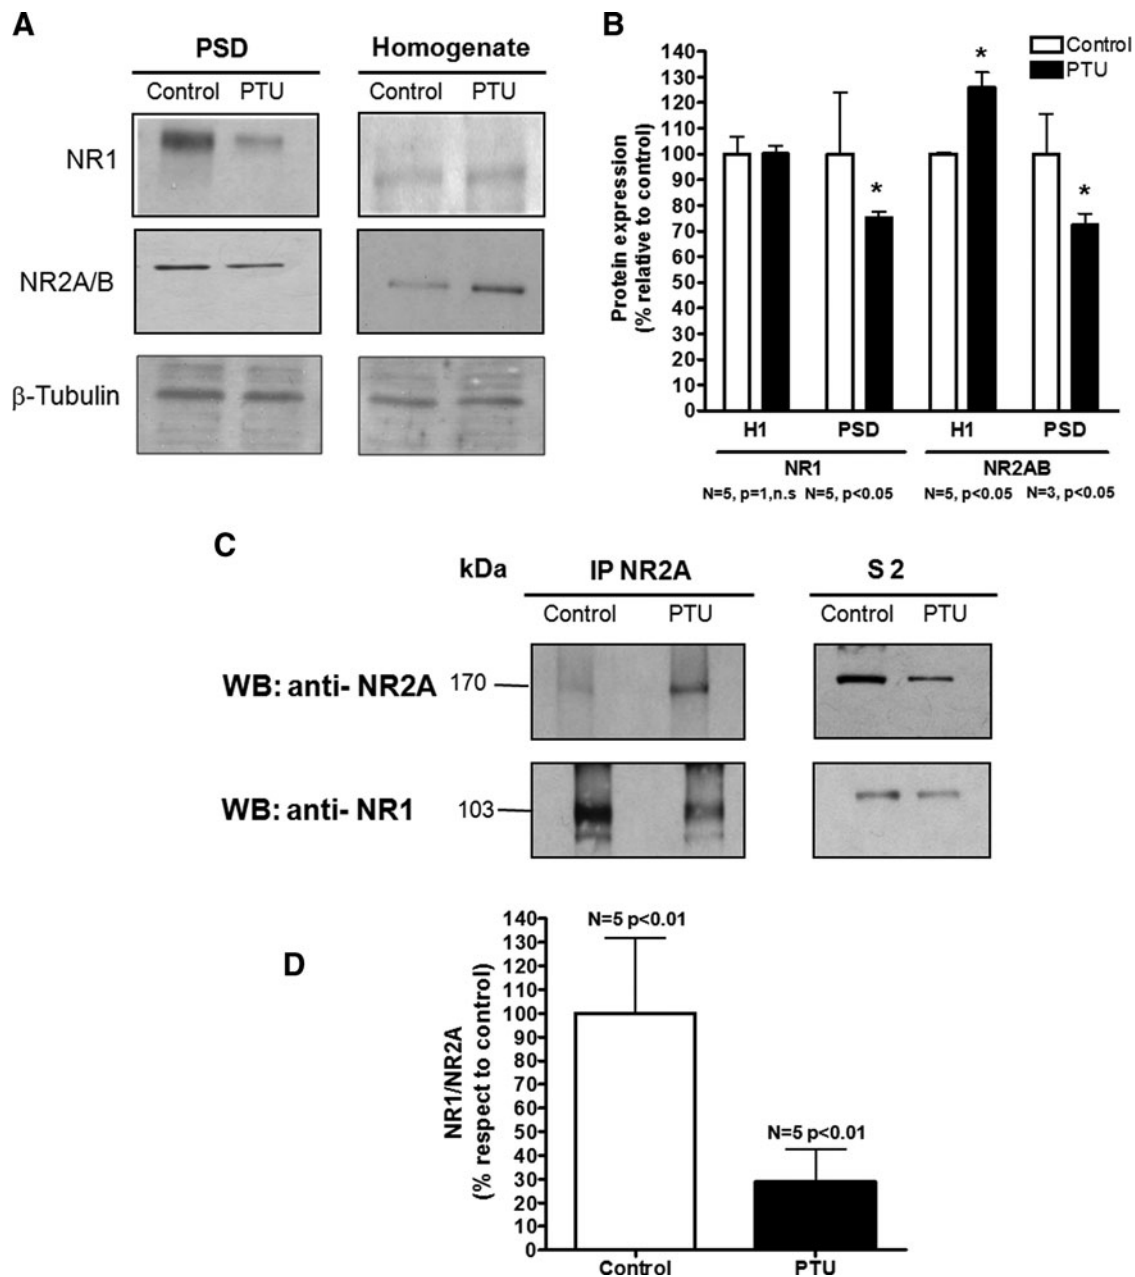 A
PSD Homogenate
Control PTU Control PTU
NR1
NR2A/B
β-Tubulin
B
Control
PTU
Protein expression
(% relative to control)
140
130
120
110
100
90
80
70
60
50
40
30
20
10
0
* * * *
H1 PSD H1 PSD
NR1 NR2AB
N=5, p=1,n.s N=5, p<0.05 N=5, p<0.05 N=3, p<0.05
C
kDa IP NR2A S 2
Control PTU Control PTU
WB: anti- NR2A 170
WB: anti- NR1 103
D
NR1/NR2A
(% respect to control)
140
130
120
110
100
90
80
70
60
50
40
30
20
10
0
N=5 p<0.01
N=5 p<0.01
Control PTU